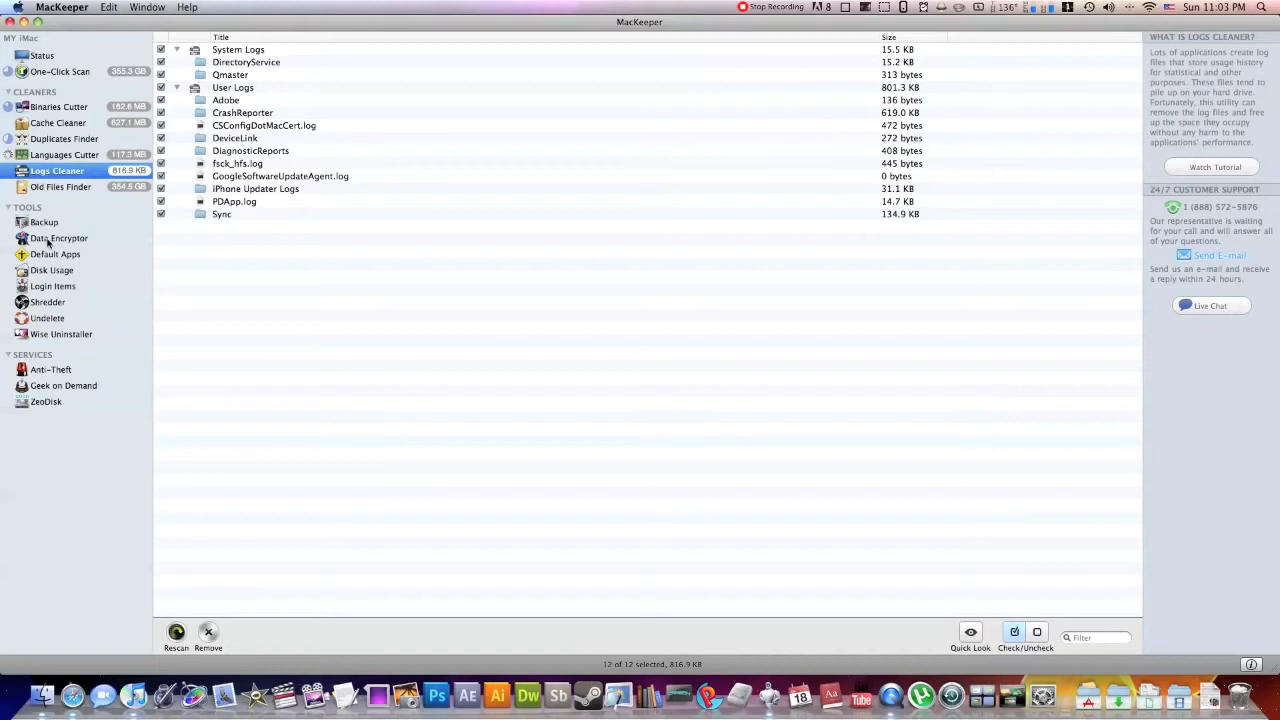 MacKeeper Edit Window Help Stop Recording 8 136° Sun 11:03 PM
MacKeeper
MY iMac
Status
One-Click Scan 355.3 GB
CLEANERS
Binaries Cutter 162.6 MB
Cache Cleaner 627.1 MB
Duplicates Finder
Languages Cutter 117.3 MB
Logs Cleaner 816.9 KB
Old Files Finder 354.5 GB
TOOLS
Backup
Data Encryptor
Default Apps
Disk Usage
Login Items
Shredder
Undelete
Wise Uninstaller
SERVICES
Anti-Theft
Geek on Demand
ZeoDisk
Title Size
System Logs 15.5 KB
DirectoryService 15.2 KB
Qmaster 313 bytes
User Logs 801.3 KB
Adobe 136 bytes
CrashReporter 619.0 KB
CSConfigDotMacCert.log 472 bytes
DeviceLink 272 bytes
DiagnosticReports 408 bytes
fsck_hfs.log 445 bytes
GoogleSoftwareUpdateAgent.log 0 bytes
iPhone Updater Logs 31.1 KB
PDApp.log 14.7 KB
Sync 134.9 KB
WHAT IS LOGS CLEANER?
Lots of applications create log
files that store usage history
for statistical and other
purposes. These files tend to
pile up on your hard drive.
Fortunately, this utility can
remove the log files and free
up the space they occupy
without any harm to the
applications' performance.
Watch Tutorial
24/7 CUSTOMER SUPPORT
1 (888) 572-5876
Our representative is waiting
for your call and will answer all
of your questions.
Send E-mail
Send us an e-mail and receive
a reply within 24 hours.
Live Chat
Rescan Remove Quick Look Check/Uncheck Filter
12 of 12 selected, 816.9 KB
Ps AE Ai Dw Sb 18 Aa You Tube